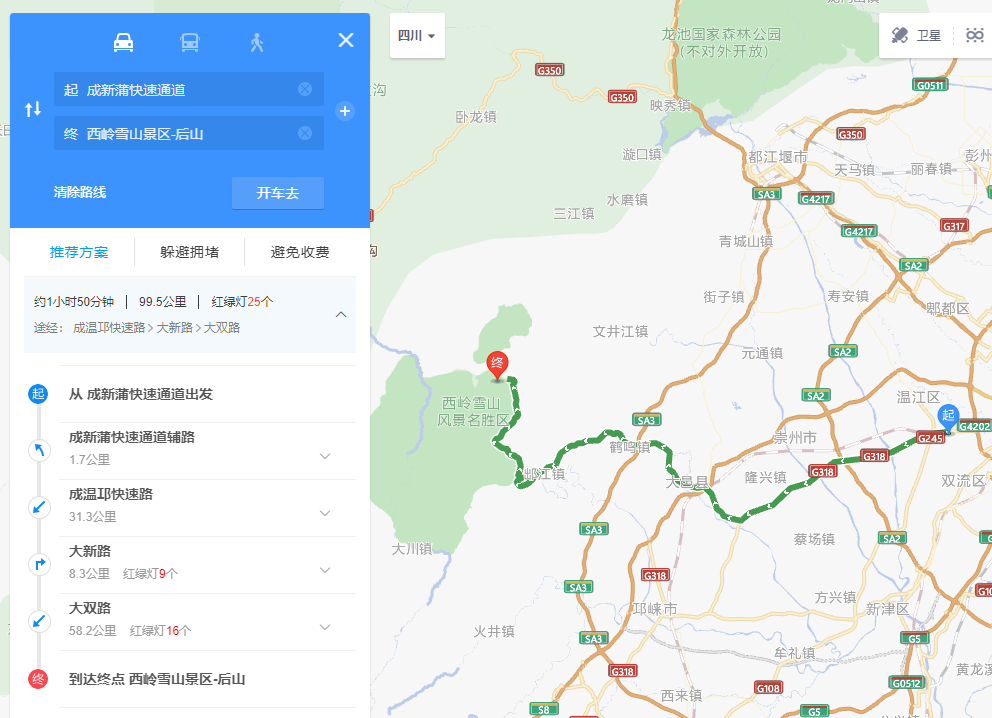 起 成新蒲快速通道
终 西岭雪山景区-后山
清除路线
开车去
推荐方案
躲避拥堵
避免收费
约1小时50分钟 | 99.5公里 | 红绿灯25个
途经： 成温邛快速路>大新路>大双路
起 从 成新蒲快速通道出发
成新蒲快速通道辅路
1.7公里
成温邛快速路
31.3公里
大新路
8.3公里 红绿灯9个
大双路
58.2公里 红绿灯16个
终 到达终点 西岭雪山景区-后山
四川
卫星
龙池国家森林公园
(不对外开放)
G350
G350
G0511
卧龙镇
映秀镇
G350
漩口镇
都江堰市
天马镇
丽春镇
彭州
水磨镇
SA3
G4217
三江镇
G317
G4217
青城山镇
SA2
街子镇
寿安镇
郫都区
文井江镇
元通镇
SA2
终
SA2
温江区
西岭雪山
风景名胜区
SA3
起
G4202
崇州市
G245
鹤鸣镇
G318
䢺江镇
大邑县
隆兴镇
G318
双流区
SA3
蔡场镇
SA2
大川镇
G318
SA3
方兴镇
邛崃市
新津区
火井镇
SA3
G5
牟礼镇
黄龙溪
G318
G108
G0512
西来镇
S8
G5